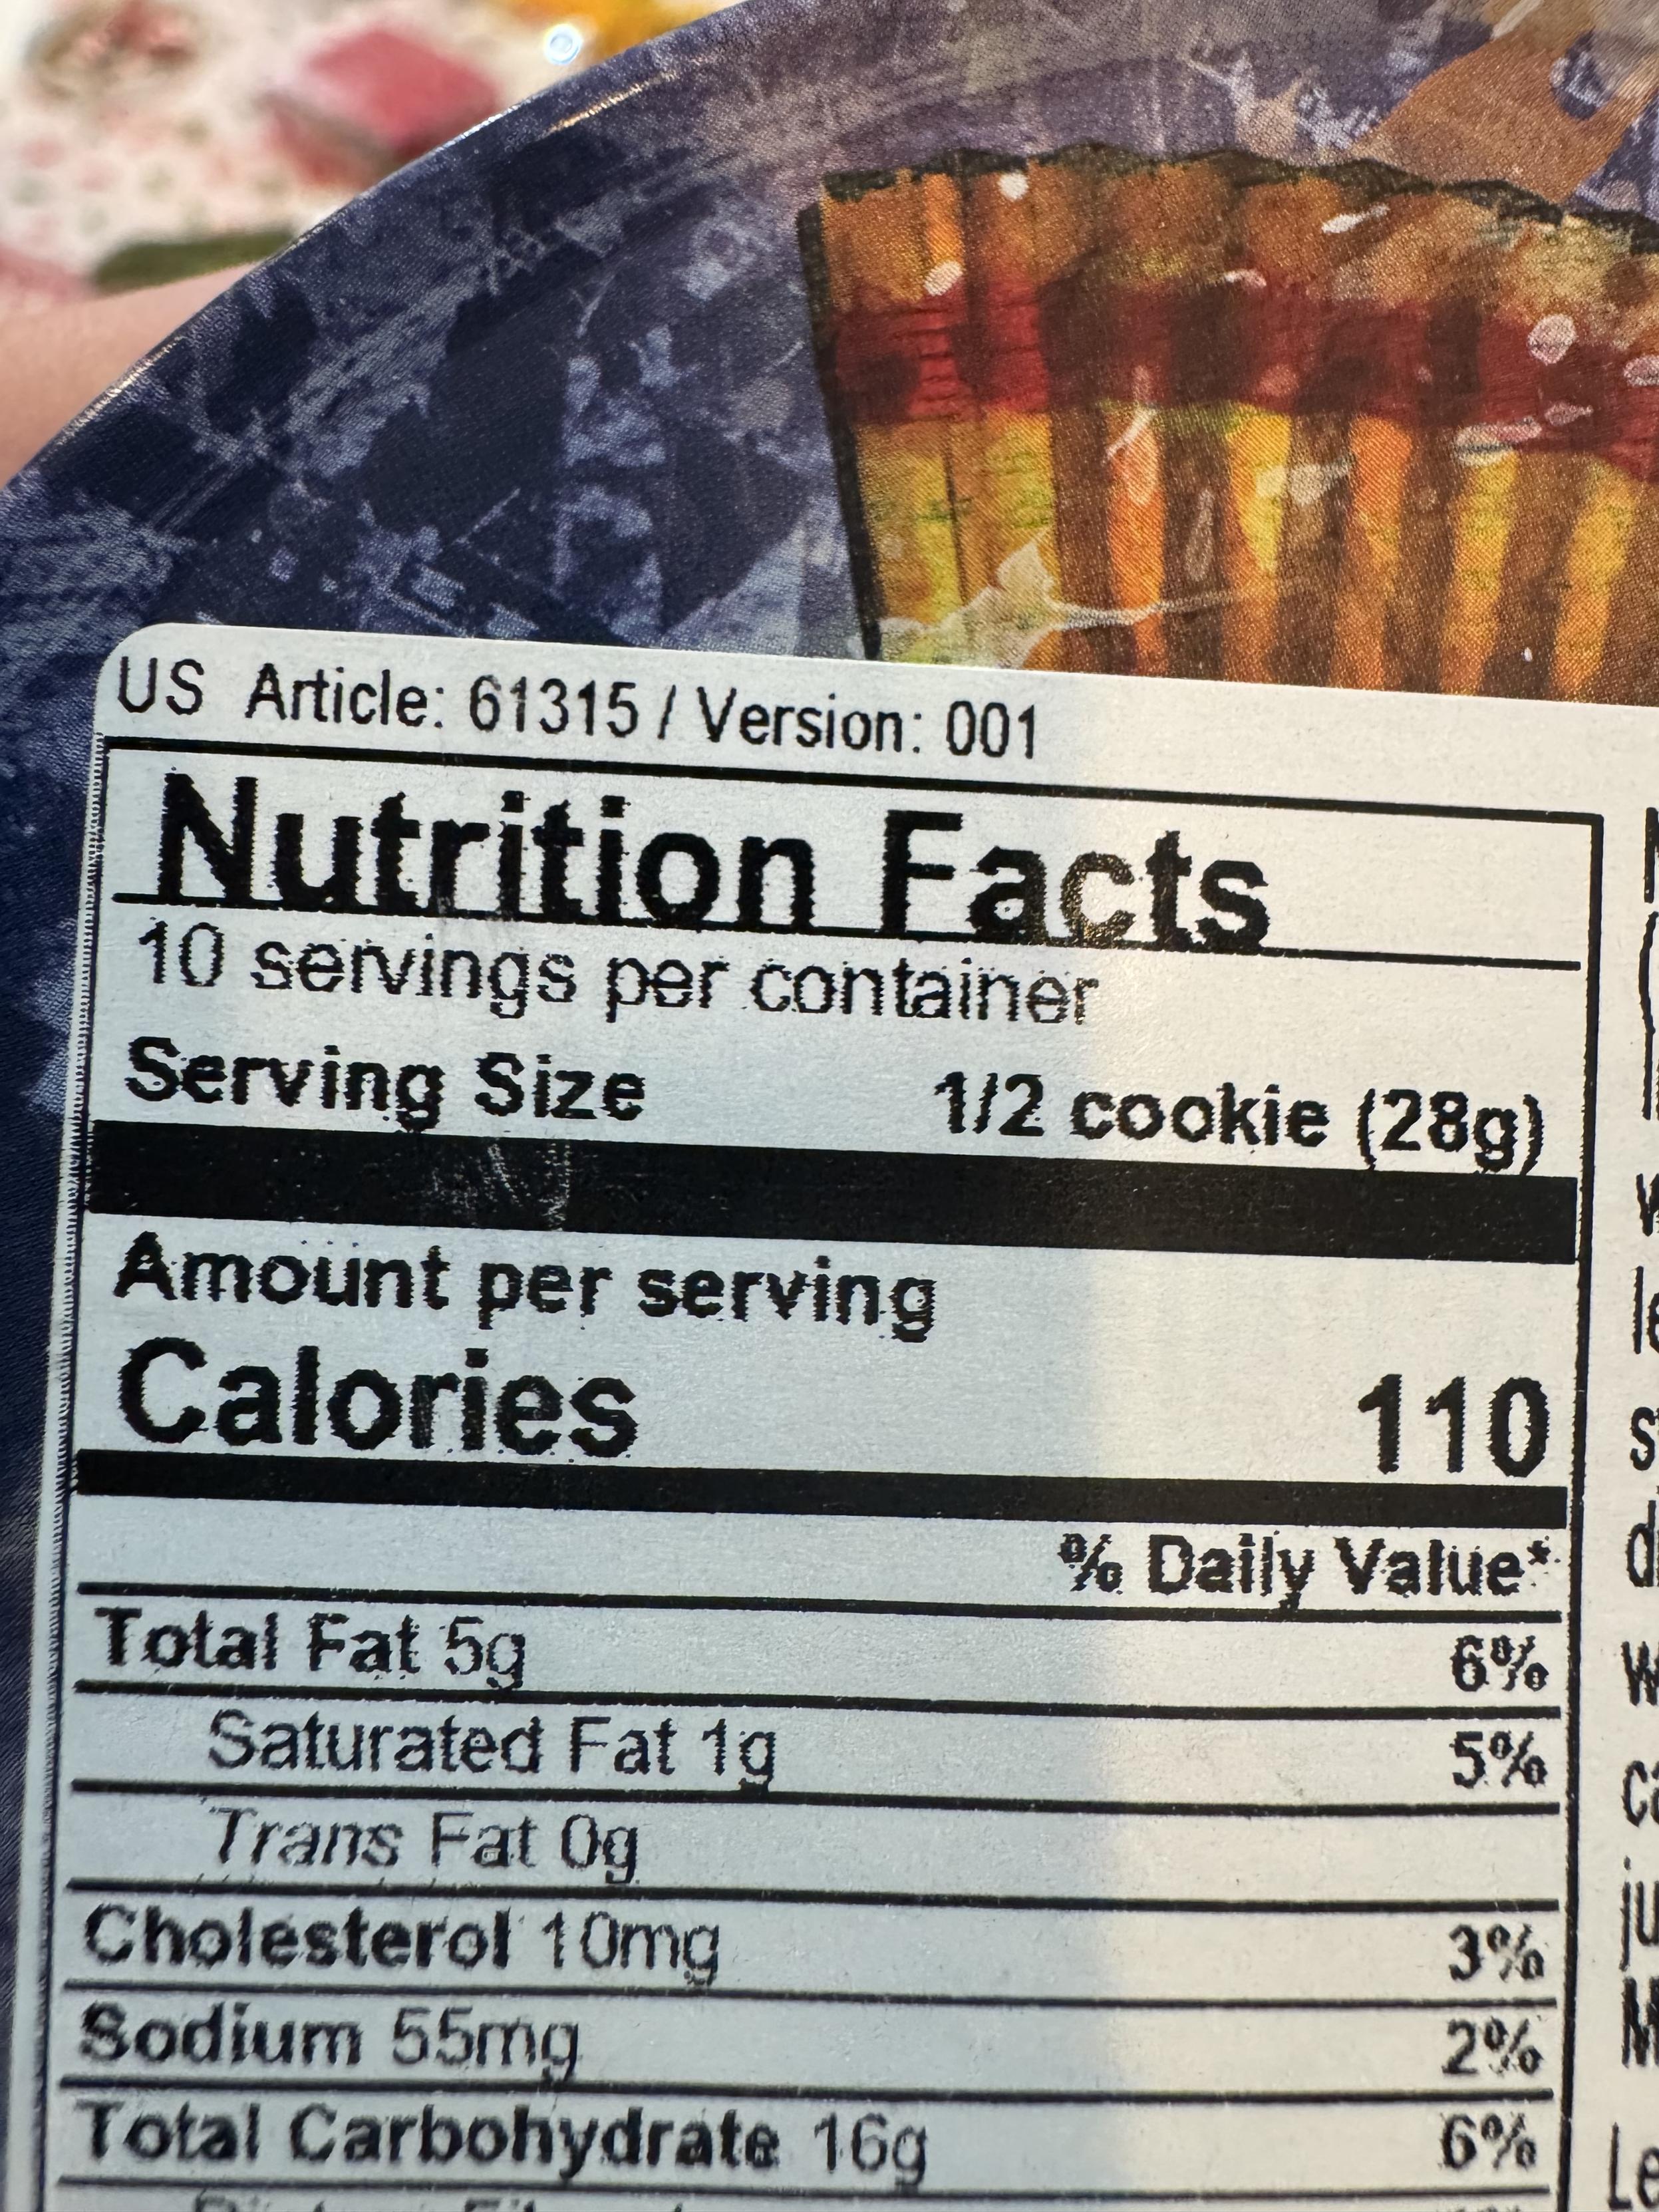 US Article: 61315 / Version: 001
Nutrition Facts
10 servings per container
Serving Size 1/2 cookie (28g)
Amount per serving
Calories 110
% Daily Value*
Total Fat 5g 6%
Saturated Fat 1g 5%
Trans Fat 0g
Cholesterol 10mg 3%
Sodium 55mg 2%
Total Carbohydrate 16g 6%